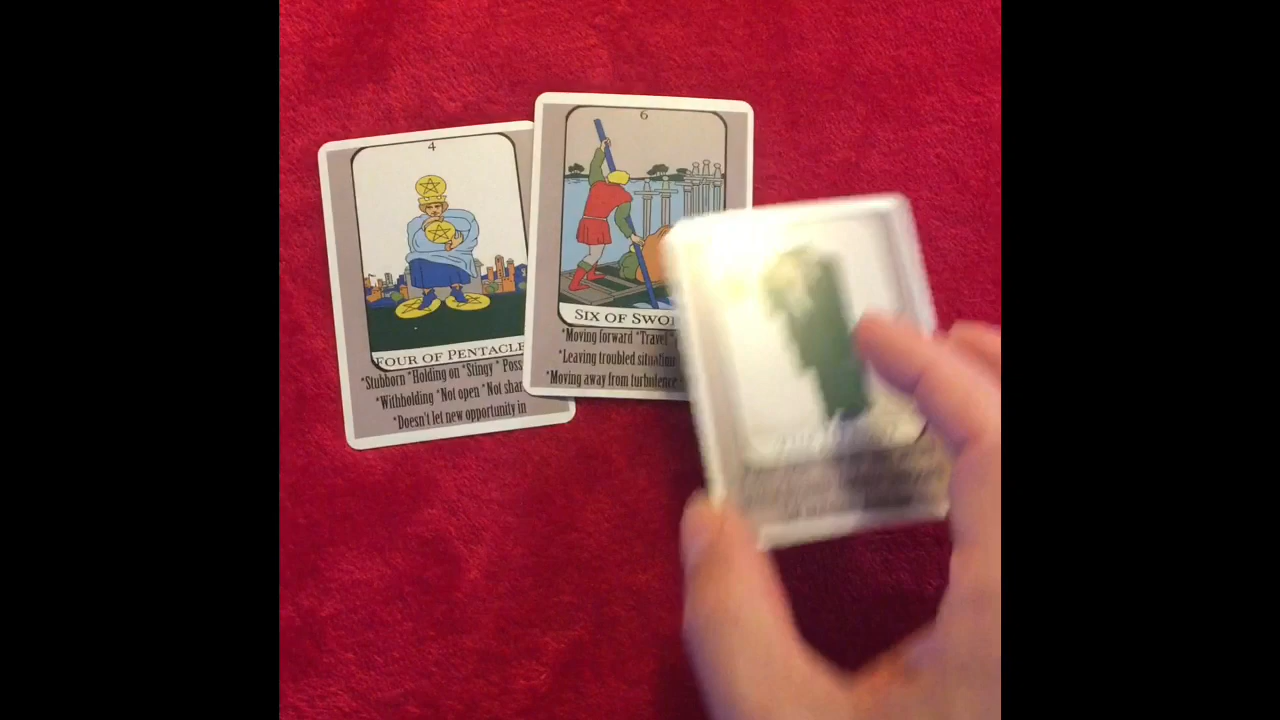 4
FOUR OF PENTACLE
*Stubborn *Holding on *Stingy *Poss
*Withholding *Not open *Not shar
*Doesn't let new opportunity in
6
SIX OF SWO
*Moving forward *Travel
*Leaving troubled situation
*Moving away from turbulence